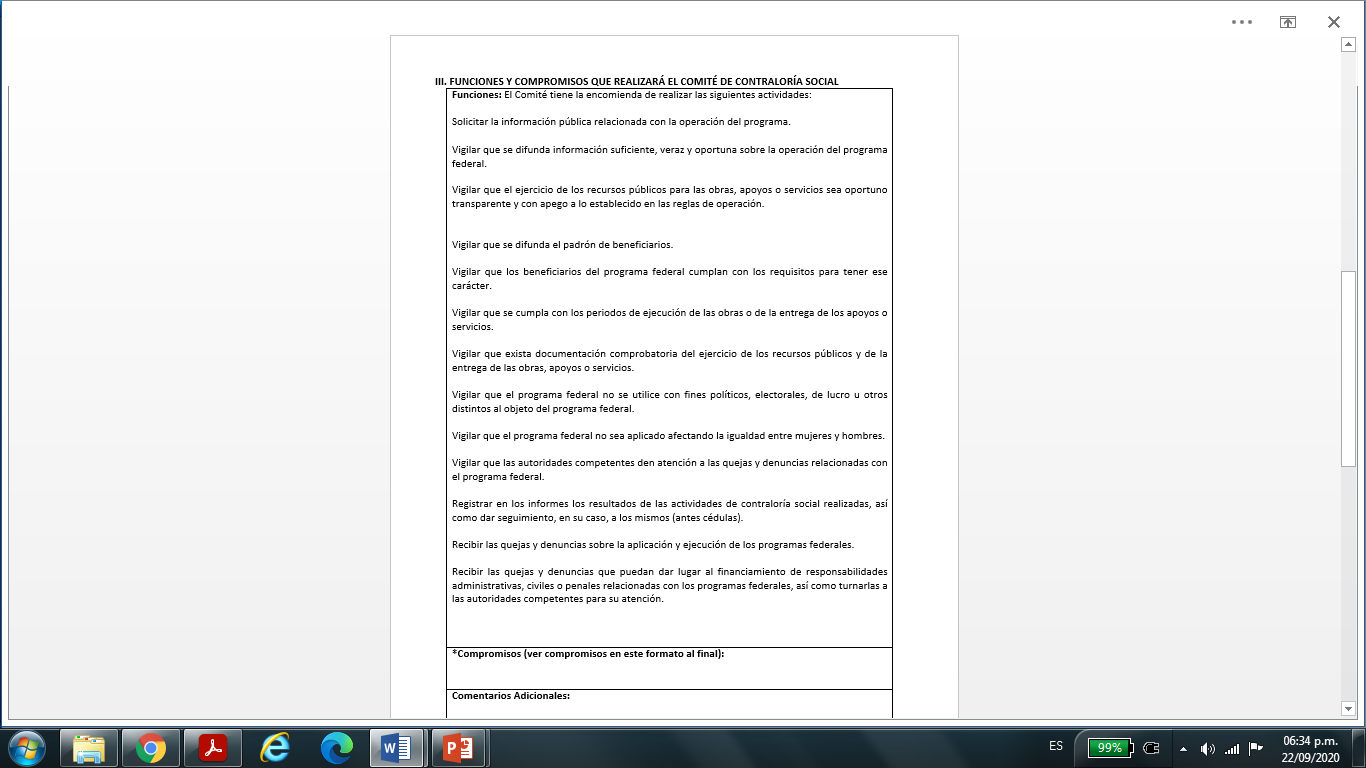 III. FUNCIONES Y COMPROMISOS QUE REALIZARÁ EL COMITÉ DE CONTRALORÍA SOCIAL
Funciones: El Comité tiene la encomienda de realizar las siguientes actividades:
Solicitar la información pública relacionada con la operación del programa.
Vigilar que se difunda información suficiente, veraz y oportuna sobre la operación del programa
federal.
Vigilar que el ejercicio de los recursos públicos para las obras, apoyos o servicios sea oportuno
transparente y con apego a lo establecido en las reglas de operación.
Vigilar que se difunda el padrón de beneficiarios.
Vigilar que los beneficiarios del programa federal cumplan con los requisitos para tener ese
carácter.
Vigilar que se cumpla con los periodos de ejecución de las obras o de la entrega de los apoyos o
servicios.
Vigilar que exista documentación comprobatoria del ejercicio de los recursos públicos y de la
entrega de las obras, apoyos o servicios.
Vigilar que el programa federal no se utilice con fines políticos, electorales, de lucro u otros
distintos al objeto del programa federal.
Vigilar que el programa federal no sea aplicado afectando la igualdad entre mujeres y hombres.
Vigilar que las autoridades competentes den atención a las quejas y denuncias relacionadas con
el programa federal.
Registrar en los informes los resultados de las actividades de contraloría social realizadas, así
como dar seguimiento, en su caso, a los mismos (antes cédulas).
Recibir las quejas y denuncias sobre la aplicación y ejecución de los programas federales.
Recibir las quejas y denuncias que puedan dar lugar al financiamiento de responsabilidades
administrativas, civiles o penales relacionadas con los programas federales, así como turnarlas a
las autoridades competentes para su atención.
*Compromisos (ver compromisos en este formato al final):
Comentarios Adicionales:
ES
99%
06:34 p.m.
22/09/2020